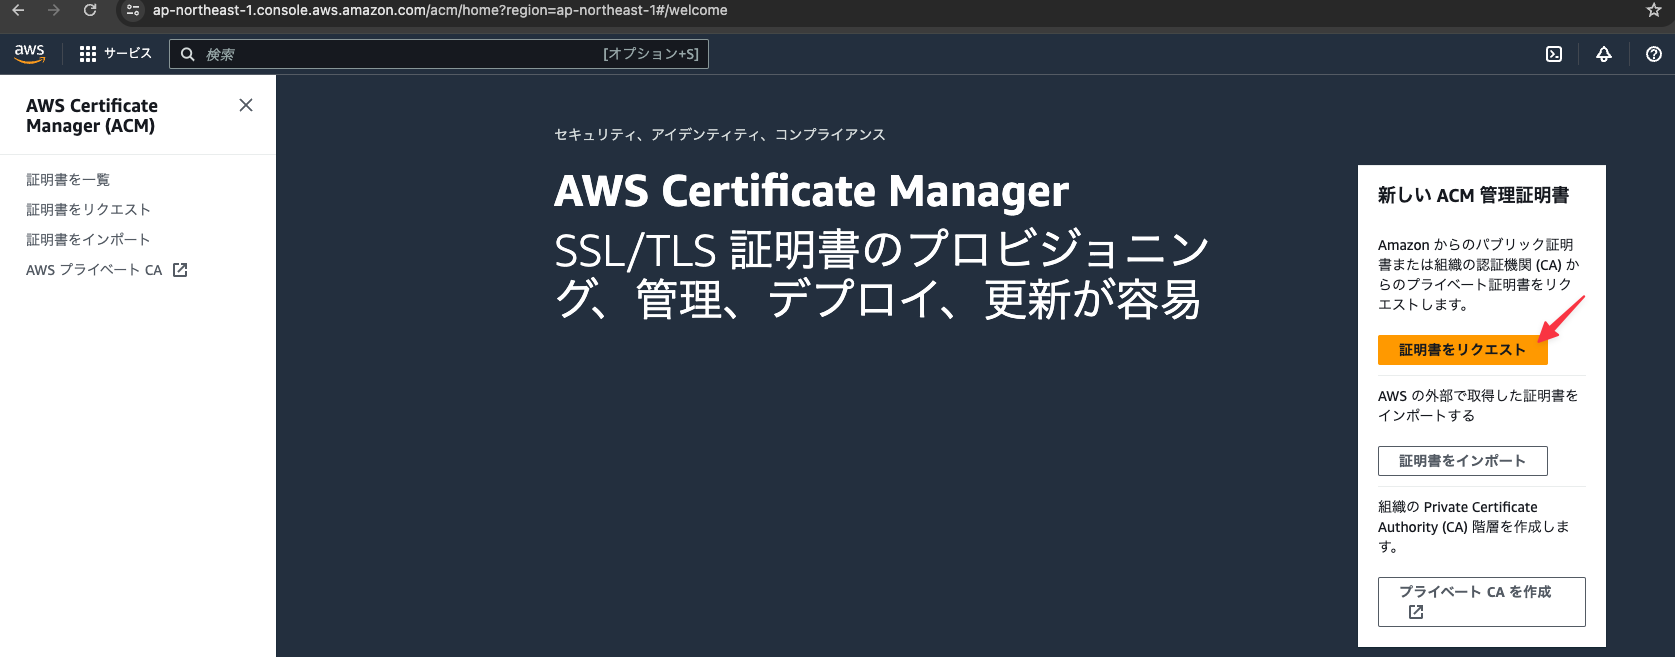 ap-northeast-1.console.aws.amazon.com/acm/home?region=ap-northeast-1#/welcome
aws
サービス
検索
[オプション+S]
AWS Certificate
Manager (ACM)
証明書を一覧
証明書をリクエスト
証明書をインポート
AWS プライベート CA
セキュリティ、アイデンティティ、コンプライアンス
AWS Certificate Manager
SSL/TLS 証明書のプロビジョニン
グ、管理、デプロイ、更新が容易
新しい ACM 管理証明書
Amazon からのパブリック証明
書または組織の認証機関 (CA) か
らのプライベート証明書をリク
エストします。
証明書をリクエスト
AWS の外部で取得した証明書を
インポートする
証明書をインポート
組織の Private Certificate
Authority (CA) 階層を作成しま
す。
プライベート CA を作成